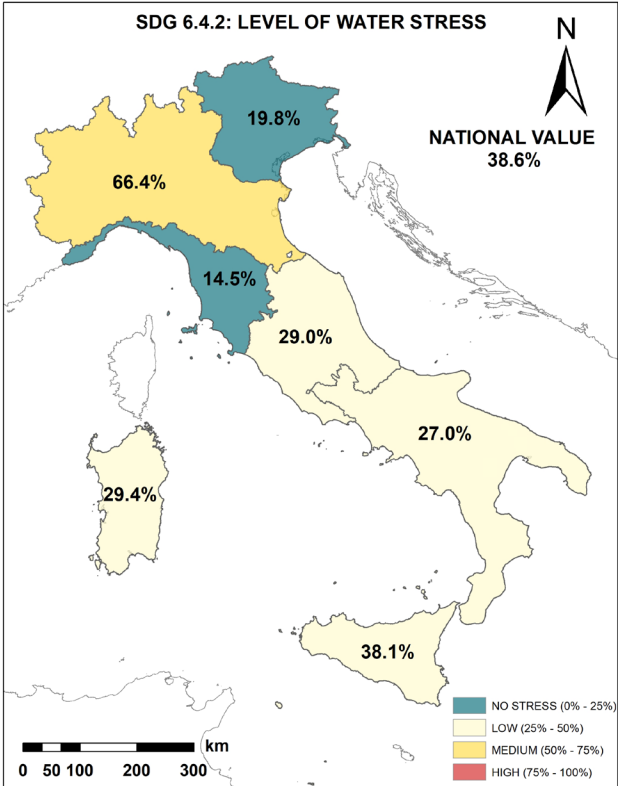 SDG 6.4.2: LEVEL OF WATER STRESS
N
NATIONAL VALUE
38.6%
19.8%
66.4%
14.5%
29.0%
27.0%
29.4%
38.1%
NO STRESS (0% - 25%)
LOW (25% - 50%)
MEDIUM (50% - 75%)
HIGH (75% - 100%)
km
0 50 100 200 300